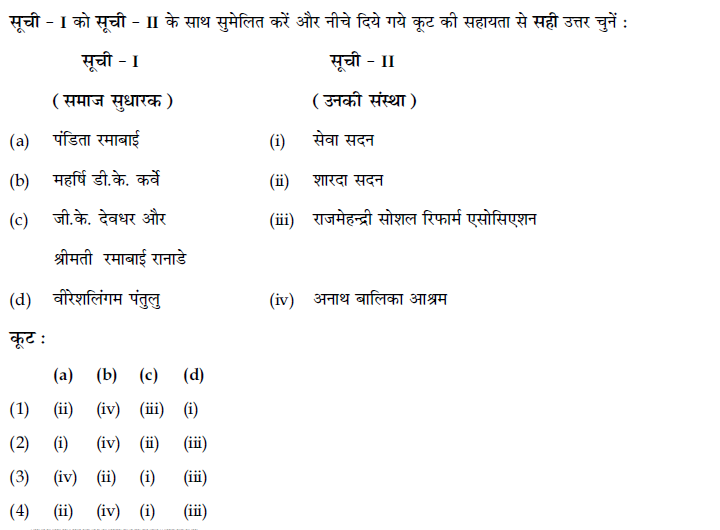 सूची - I को सूची - II के साथ सुमेलित करें और नीचे दिये गये कूट की सहायता से सही उत्तर चुनें :
सूची - I सूची - II
( समाज सुधारक ) ( उनकी संस्था )
(a) पंडिता रमाबाई (i) सेवा सदन
(b) महर्षि डी.के. कर्वे (ii) शारदा सदन
(c) जी.के. देवधर और (iii) राजमेहन्द्री सोशल रिफार्म एसोसिएशन
श्रीमती रमाबाई रानाडे
(d) वीरेशलिंगम पंतुलु (iv) अनाथ बालिका आश्रम
कूट :
(a) (b) (c) (d)
(1) (ii) (iv) (iii) (i)
(2) (i) (iv) (ii) (iii)
(3) (iv) (ii) (i) (iii)
(4) (ii) (iv) (i) (iii)